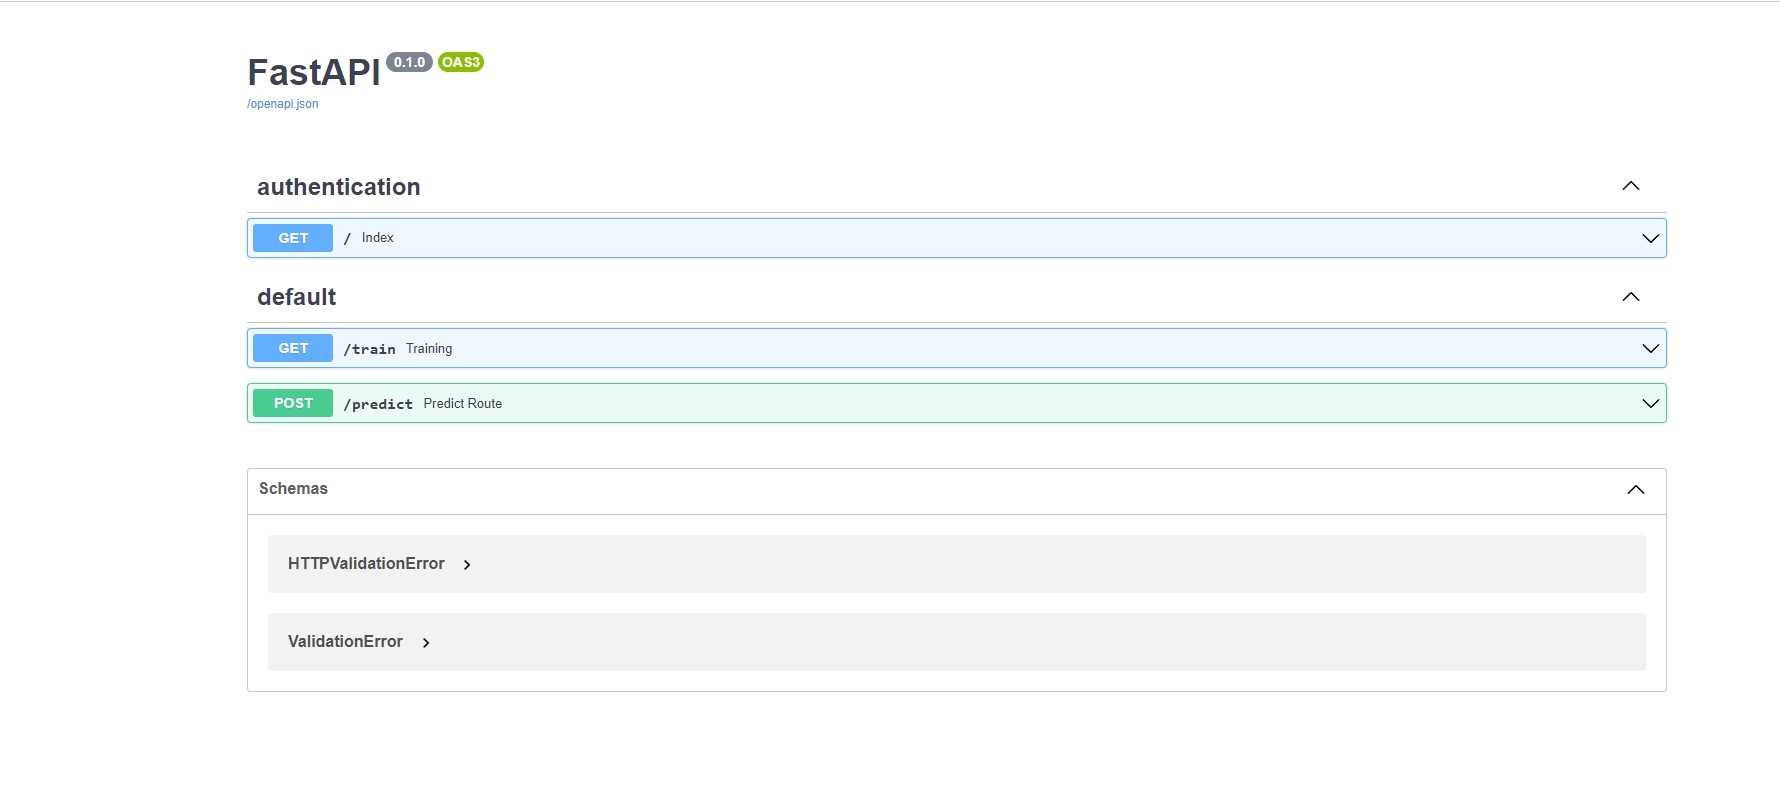 FastAPI 0.1.0 OAS3
/openapi.json
authentication
GET / Index
default
GET /train Training
POST /predict Predict Route
Schemas
HTTPValidationError
ValidationError